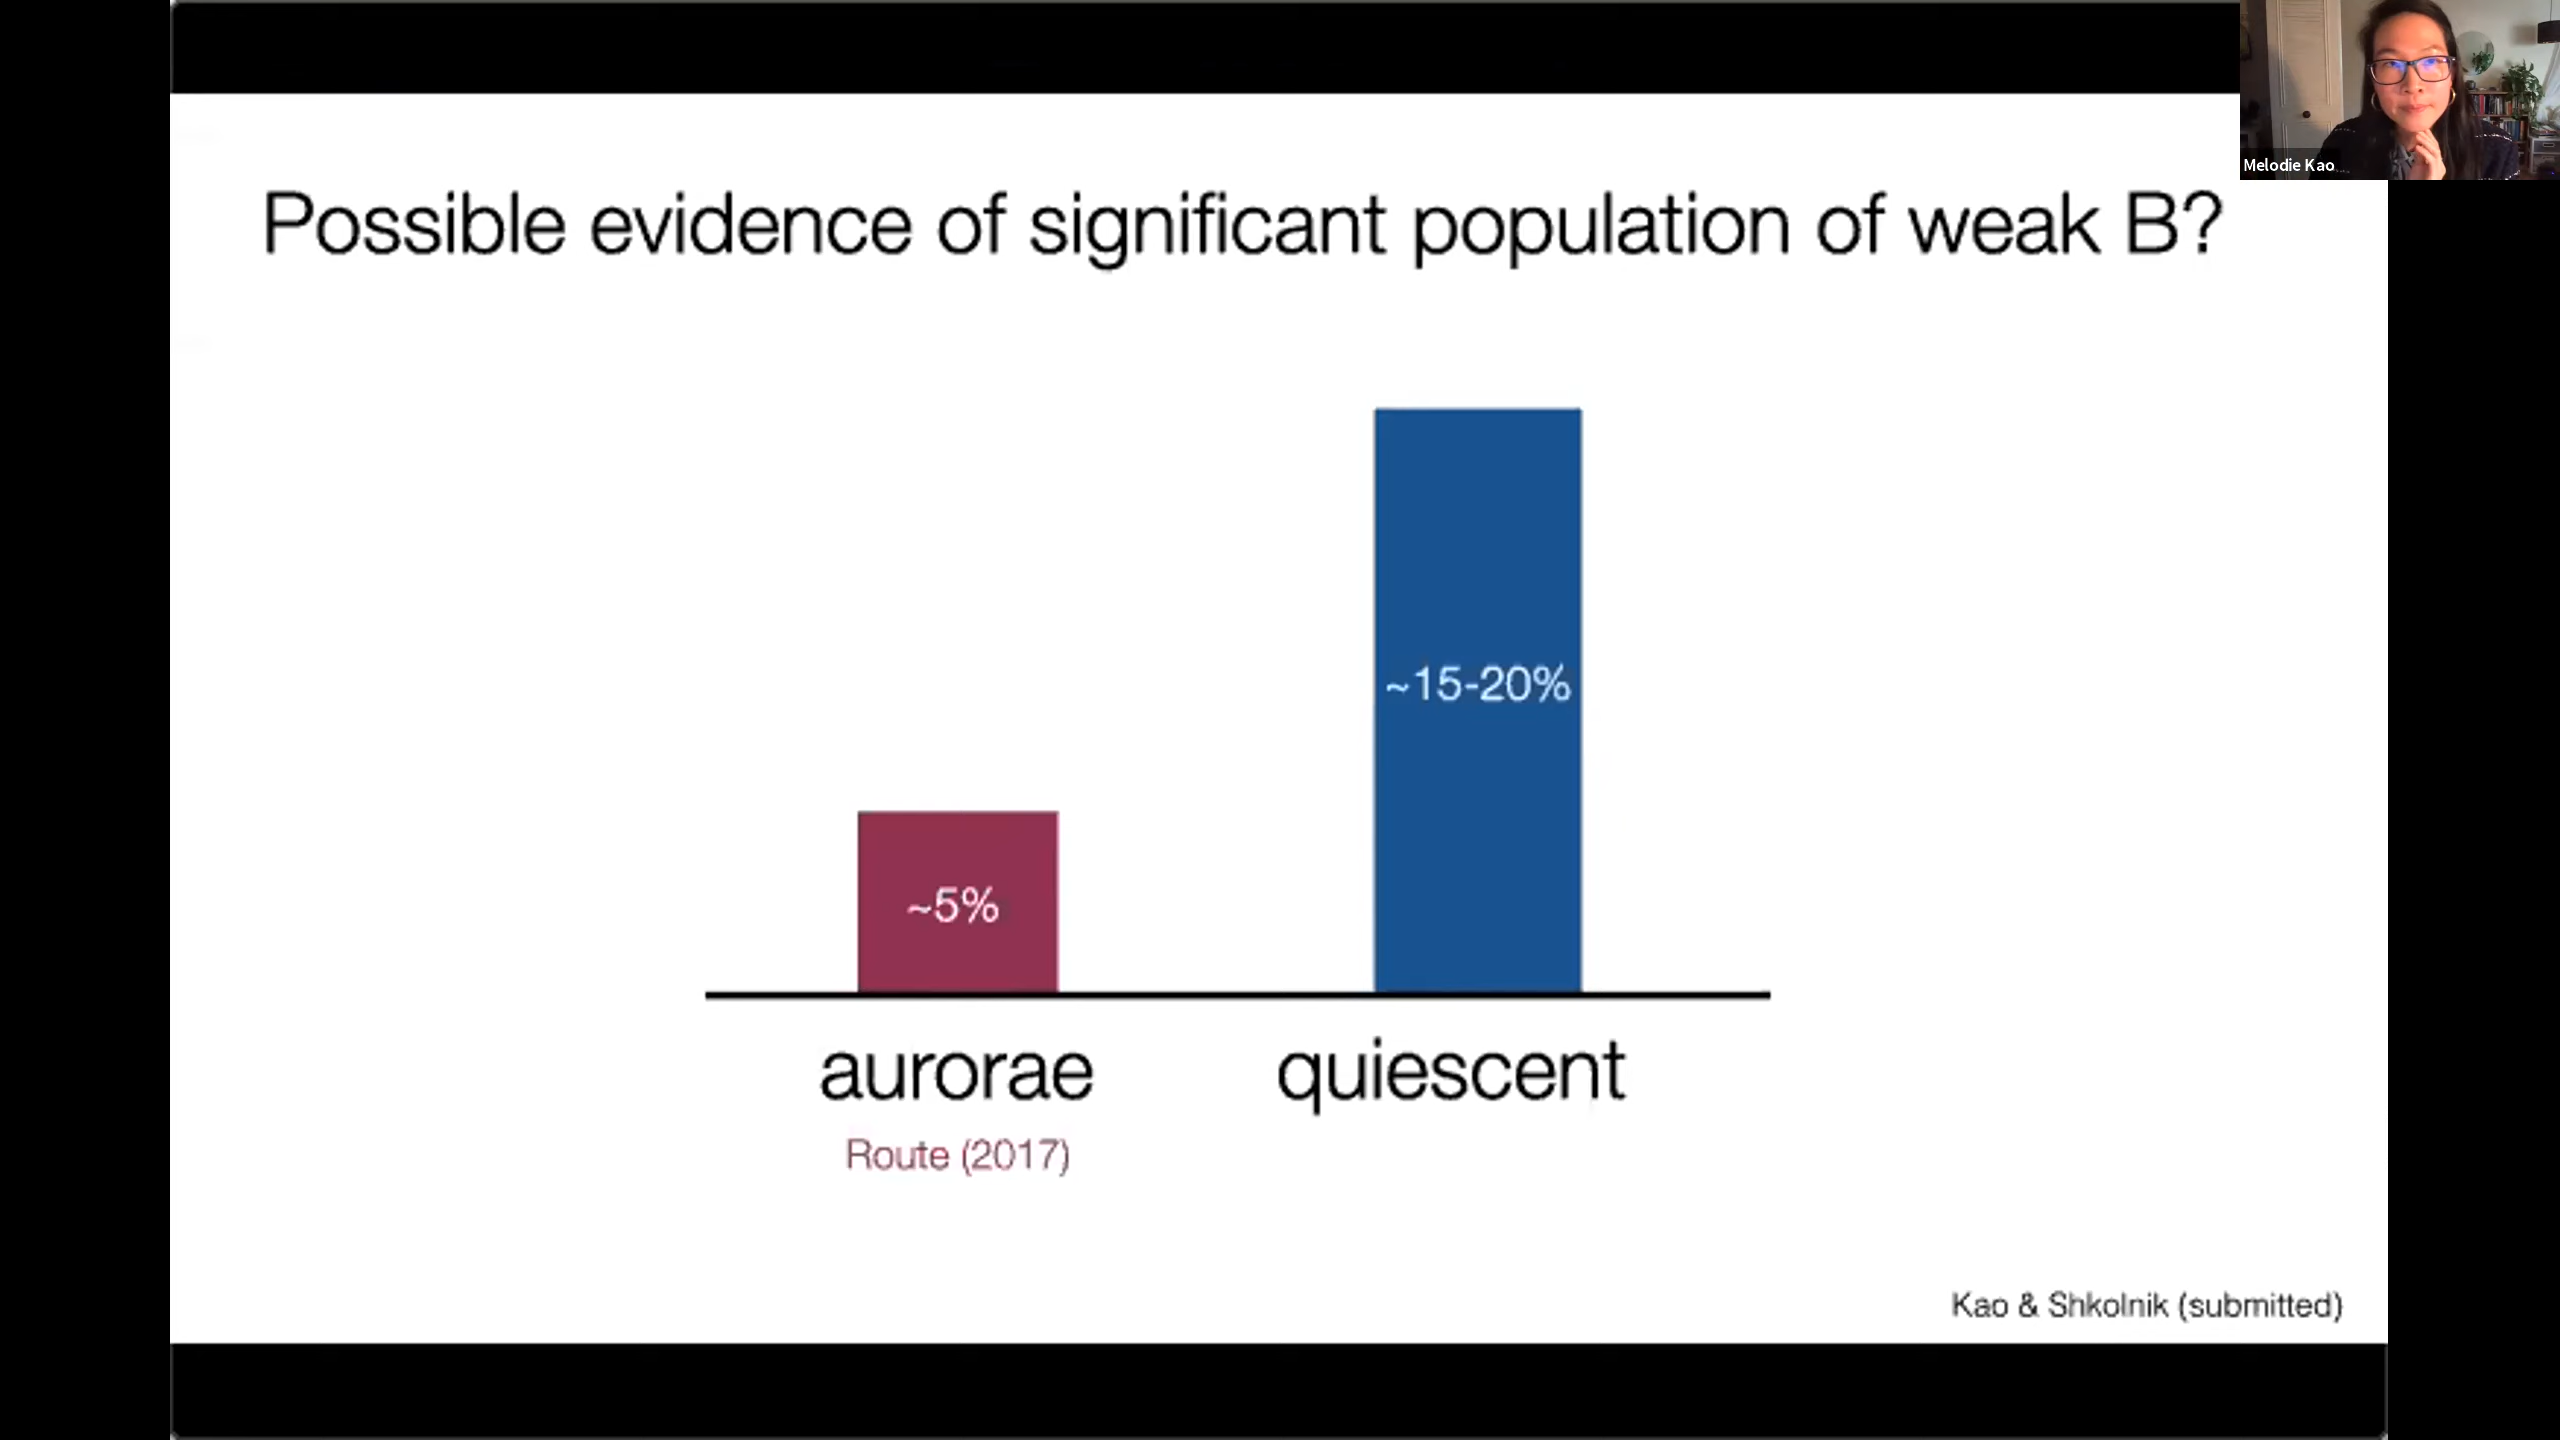 Melodie Kao
Possible evidence of significant population of weak B?
~15-20%
~5%
aurorae
quiescent
Route (2017)
Kao & Shkolnik (submitted)